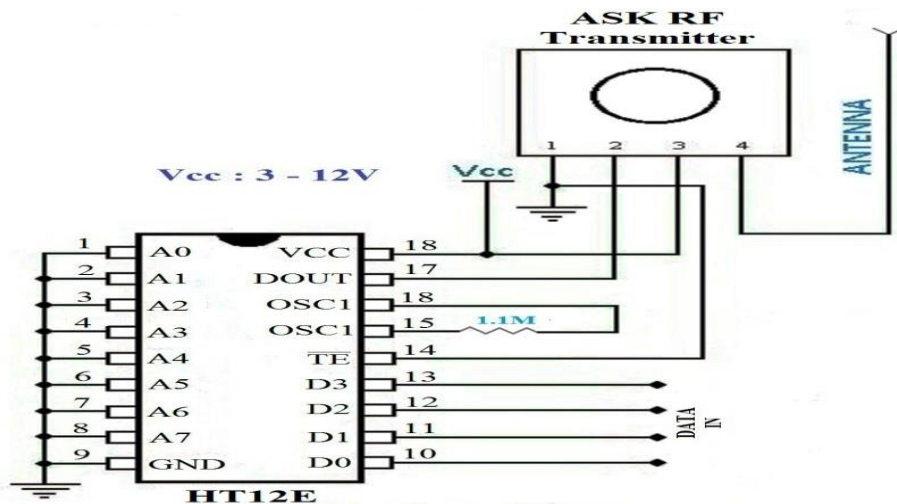 ASK RF
Transmitter
1 2 3 4
ANTENNA
Vcc : 3 - 12V
Vcc
1 A0 VCC 18
2 A1 DOUT 17
3 A2 OSC1 18
4 A3 OSC1 15
1.1M
5 A4 TE 14
6 A5 D3 13
7 A6 D2 12
8 A7 D1 11
9 GND D0 10
DATA
IN
HT12E